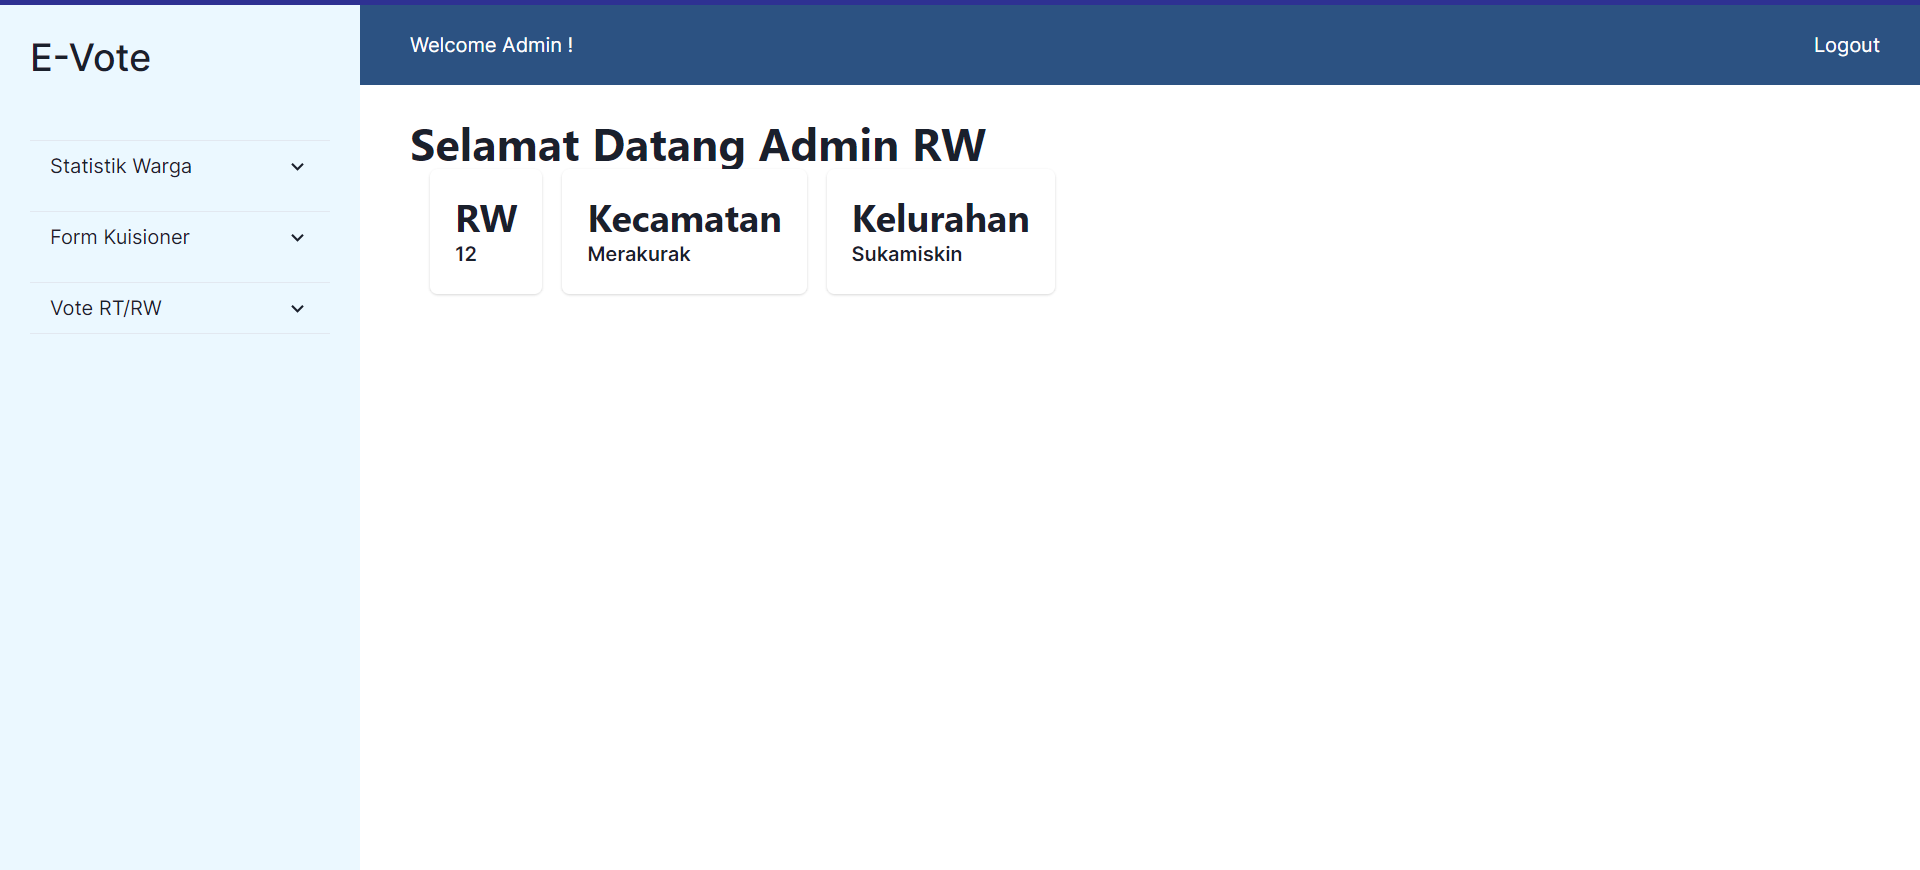 E-Vote
Welcome Admin !
Logout
Statistik Warga
Form Kuisioner
Vote RT/RW
Selamat Datang Admin RW
RW
12
Kecamatan
Merakurak
Kelurahan
Sukamiskin